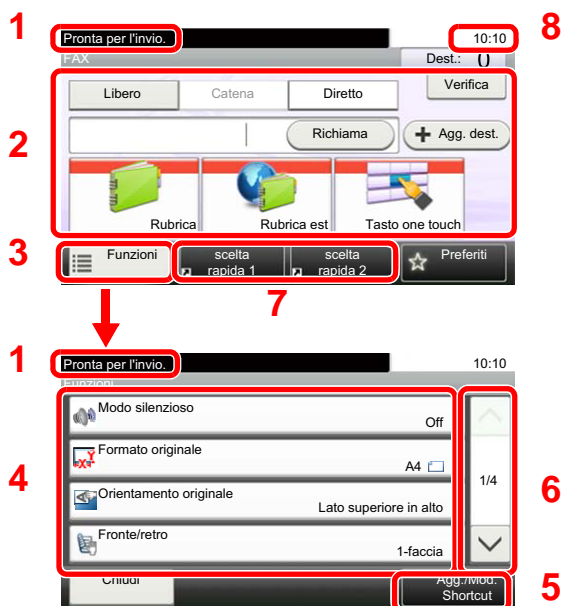 1
Pronta per l'invio.
10:10
8
FAX
Dest.: 0
Libero
Catena
Diretto
Verifica
2
Richiama
Agg. dest.
Rubrica
Rubrica est
Tasto one touch
3
Funzioni
scelta rapida 1
scelta rapida 2
Preferiti
7
1
Pronta per l'invio.
10:10
Funzioni
4
Modo silenzioso
Off
Formato originale
A4
1/4
6
Orientamento originale
Lato superiore in alto
Fronte/retro
1-faccia
Chiudi
Agg./Mod.
Shortcut
5